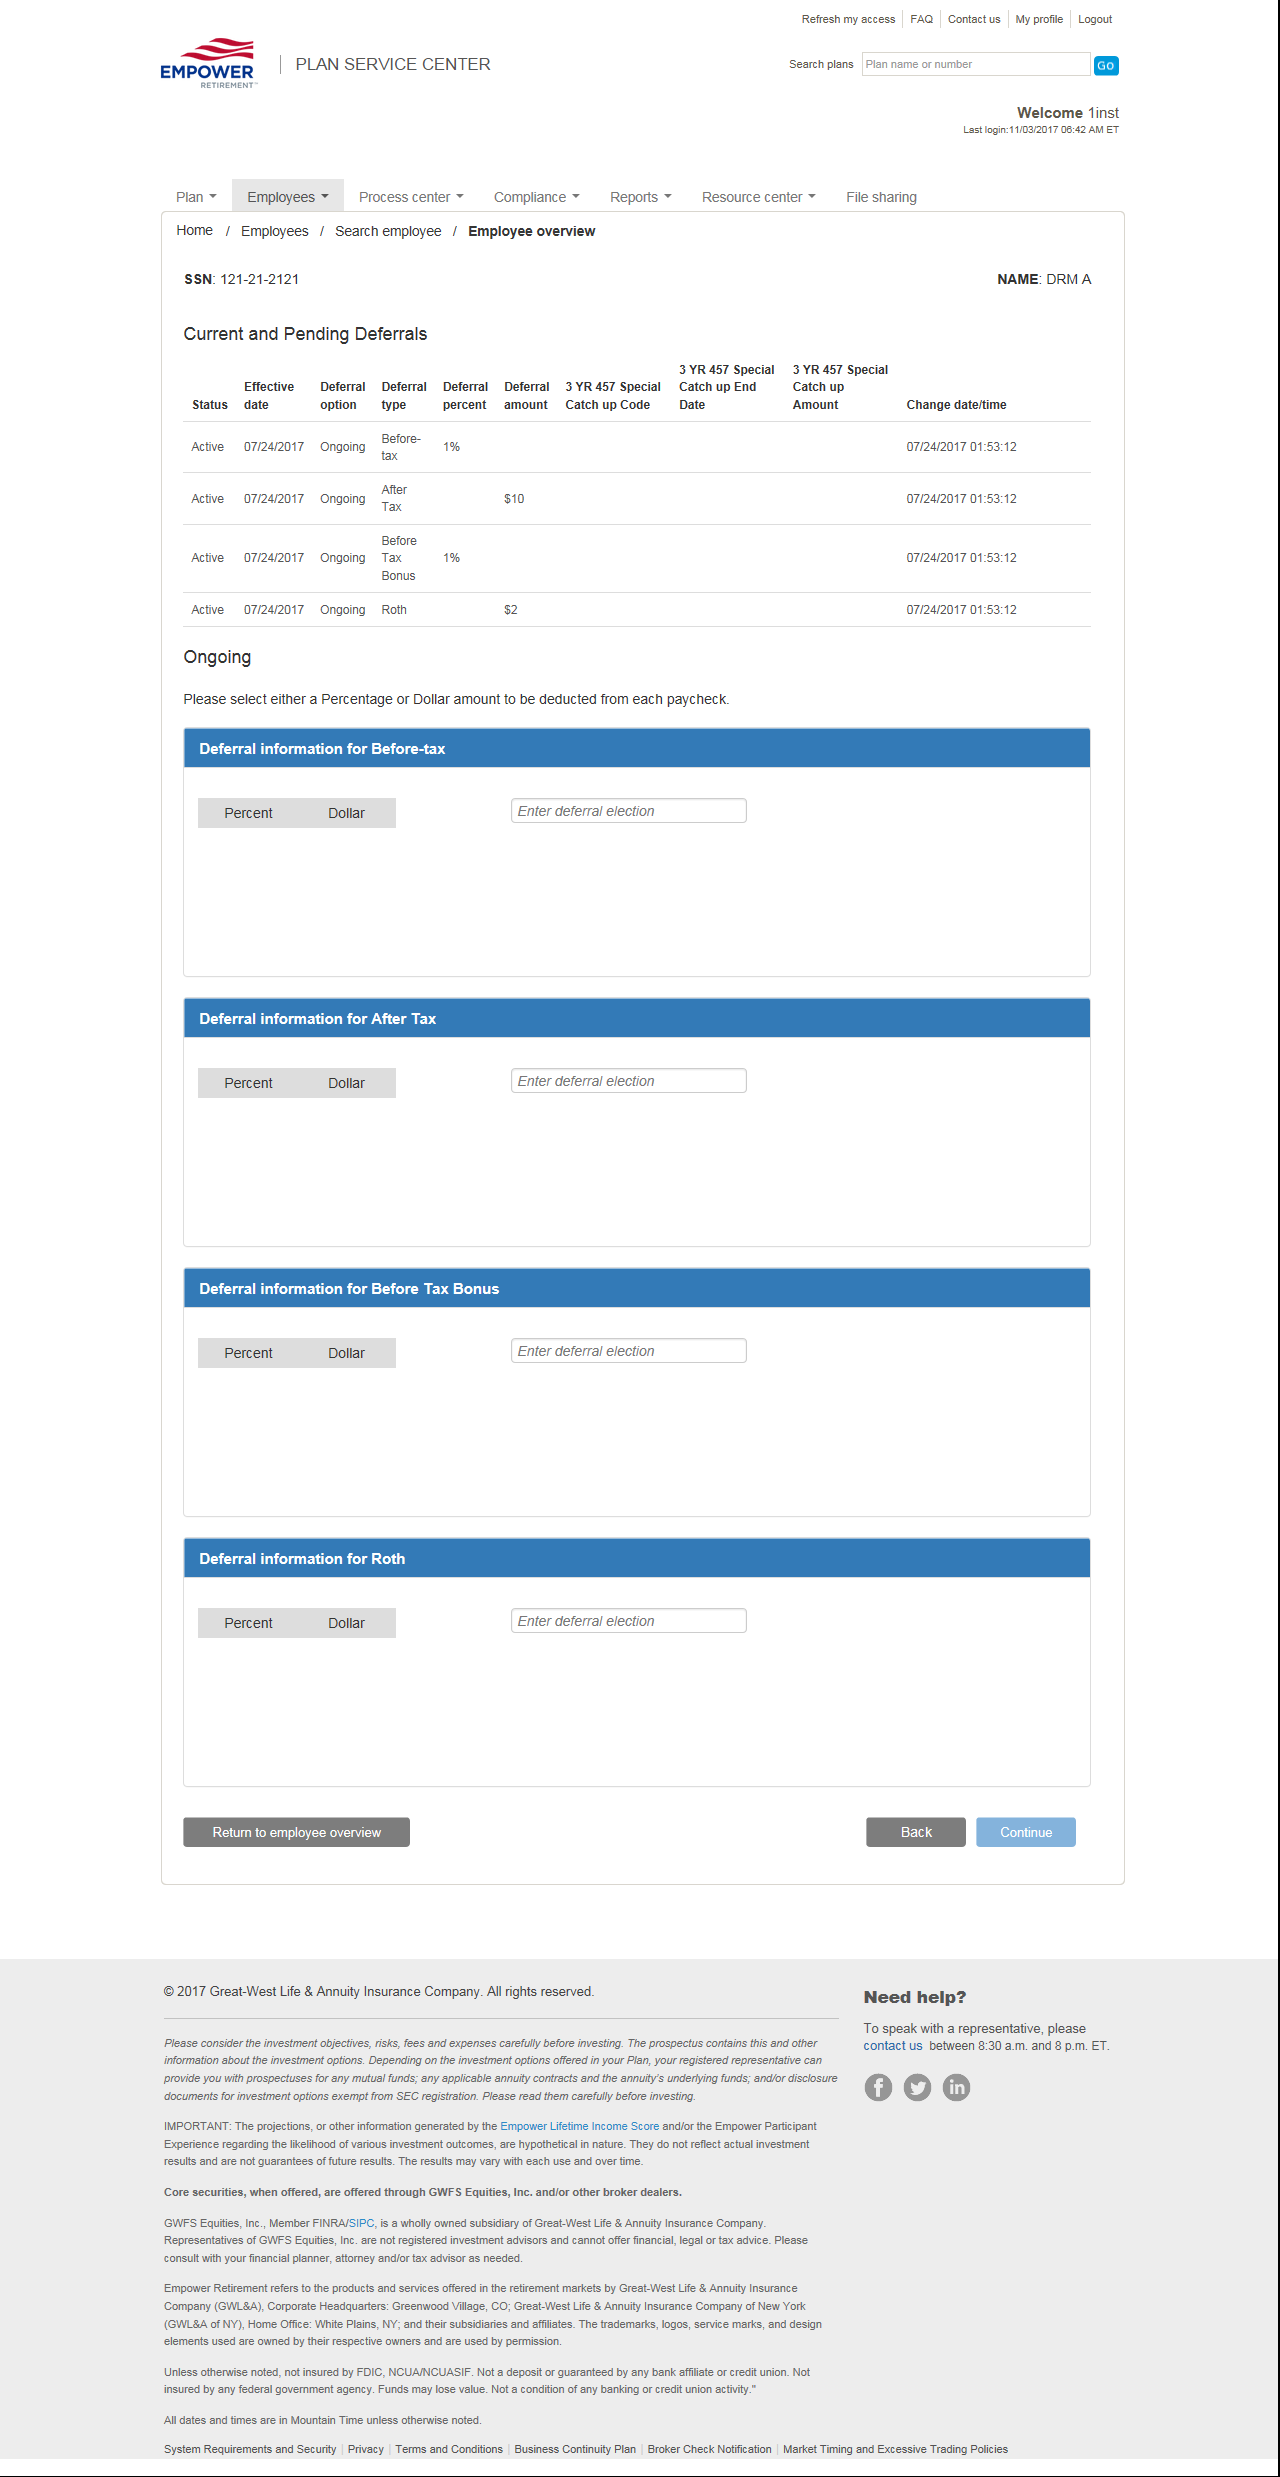 Refresh my access FAQ Contact us My profile Logout
EMPOWER
RETIREMENT™
PLAN SERVICE CENTER
Search plans Plan name or number GO
Welcome 1inst
Last login:11/03/2017 06:42 AM ET
Plan Employees Process center Compliance Reports Resource center File sharing
Home / Employees / Search employee / Employee overview
SSN: 121-21-2121 NAME: DRM A
Current and Pending Deferrals
3 YR 457 Special 3 YR 457 Special
Effective Deferral Deferral Deferral Deferral 3 YR 457 Special Catch up End Catch up
Status date option type percent amount Catch up Code Date Amount Change date/time
Before-
Active 07/24/2017 Ongoing 1% 07/24/2017 01:53:12
tax
After
Active 07/24/2017 Ongoing $10 07/24/2017 01:53:12
Tax
Before
Active 07/24/2017 Ongoing Tax 1% 07/24/2017 01:53:12
Bonus
Active 07/24/2017 Ongoing Roth $2 07/24/2017 01:53:12
Ongoing
Please select either a Percentage or Dollar amount to be deducted from each paycheck.
Deferral information for Before-tax
Percent Dollar Enter deferral election
Deferral information for After Tax
Percent Dollar Enter deferral election
Deferral information for Before Tax Bonus
Percent Dollar Enter deferral election
Deferral information for Roth
Percent Dollar Enter deferral election
Return to employee overview Back Continue
© 2017 Great-West Life & Annuity Insurance Company. All rights reserved.
Please consider the investment objectives, risks, fees and expenses carefully before investing. The prospectus contains this and other
information about the investment options. Depending on the investment options offered in your Plan, your registered representative can
provide you with prospectuses for any mutual funds; any applicable annuity contracts and the annuity's underlying funds; and/or disclosure
documents for investment options exempt from SEC registration. Please read them carefully before investing.
IMPORTANT: The projections, or other information generated by the Empower Lifetime Income Score and/or the Empower Participant
Experience regarding the likelihood of various investment outcomes, are hypothetical in nature. They do not reflect actual investment
results and are not guarantees of future results. The results may vary with each use and over time.
Core securities, when offered, are offered through GWFS Equities, Inc. and/or other broker dealers.
GWFS Equities, Inc., Member FINRA/SIPC, is a wholly owned subsidiary of Great-West Life & Annuity Insurance Company.
Representatives of GWFS Equities, Inc. are not registered investment advisors and cannot offer financial, legal or tax advice. Please
consult with your financial planner, attorney and/or tax advisor as needed.
Empower Retirement refers to the products and services offered in the retirement markets by Great-West Life & Annuity Insurance
Company (GWL&A), Corporate Headquarters: Greenwood Village, CO; Great-West Life & Annuity Insurance Company of New York
(GWL&A of NY), Home Office: White Plains, NY; and their subsidiaries and affiliates. The trademarks, logos, service marks, and design
elements used are owned by their respective owners and are used by permission.
Unless otherwise noted, not insured by FDIC, NCUA/NCUASIF. Not a deposit or guaranteed by any bank affiliate or credit union. Not
insured by any federal government agency. Funds may lose value. Not a condition of any banking or credit union activity."
All dates and times are in Mountain Time unless otherwise noted.
System Requirements and Security | Privacy | Terms and Conditions | Business Continuity Plan | Broker Check Notification | Market Timing and Excessive Trading Policies
Need help?
To speak with a representative, please
contact us between 8:30 a.m. and 8 p.m. ET.